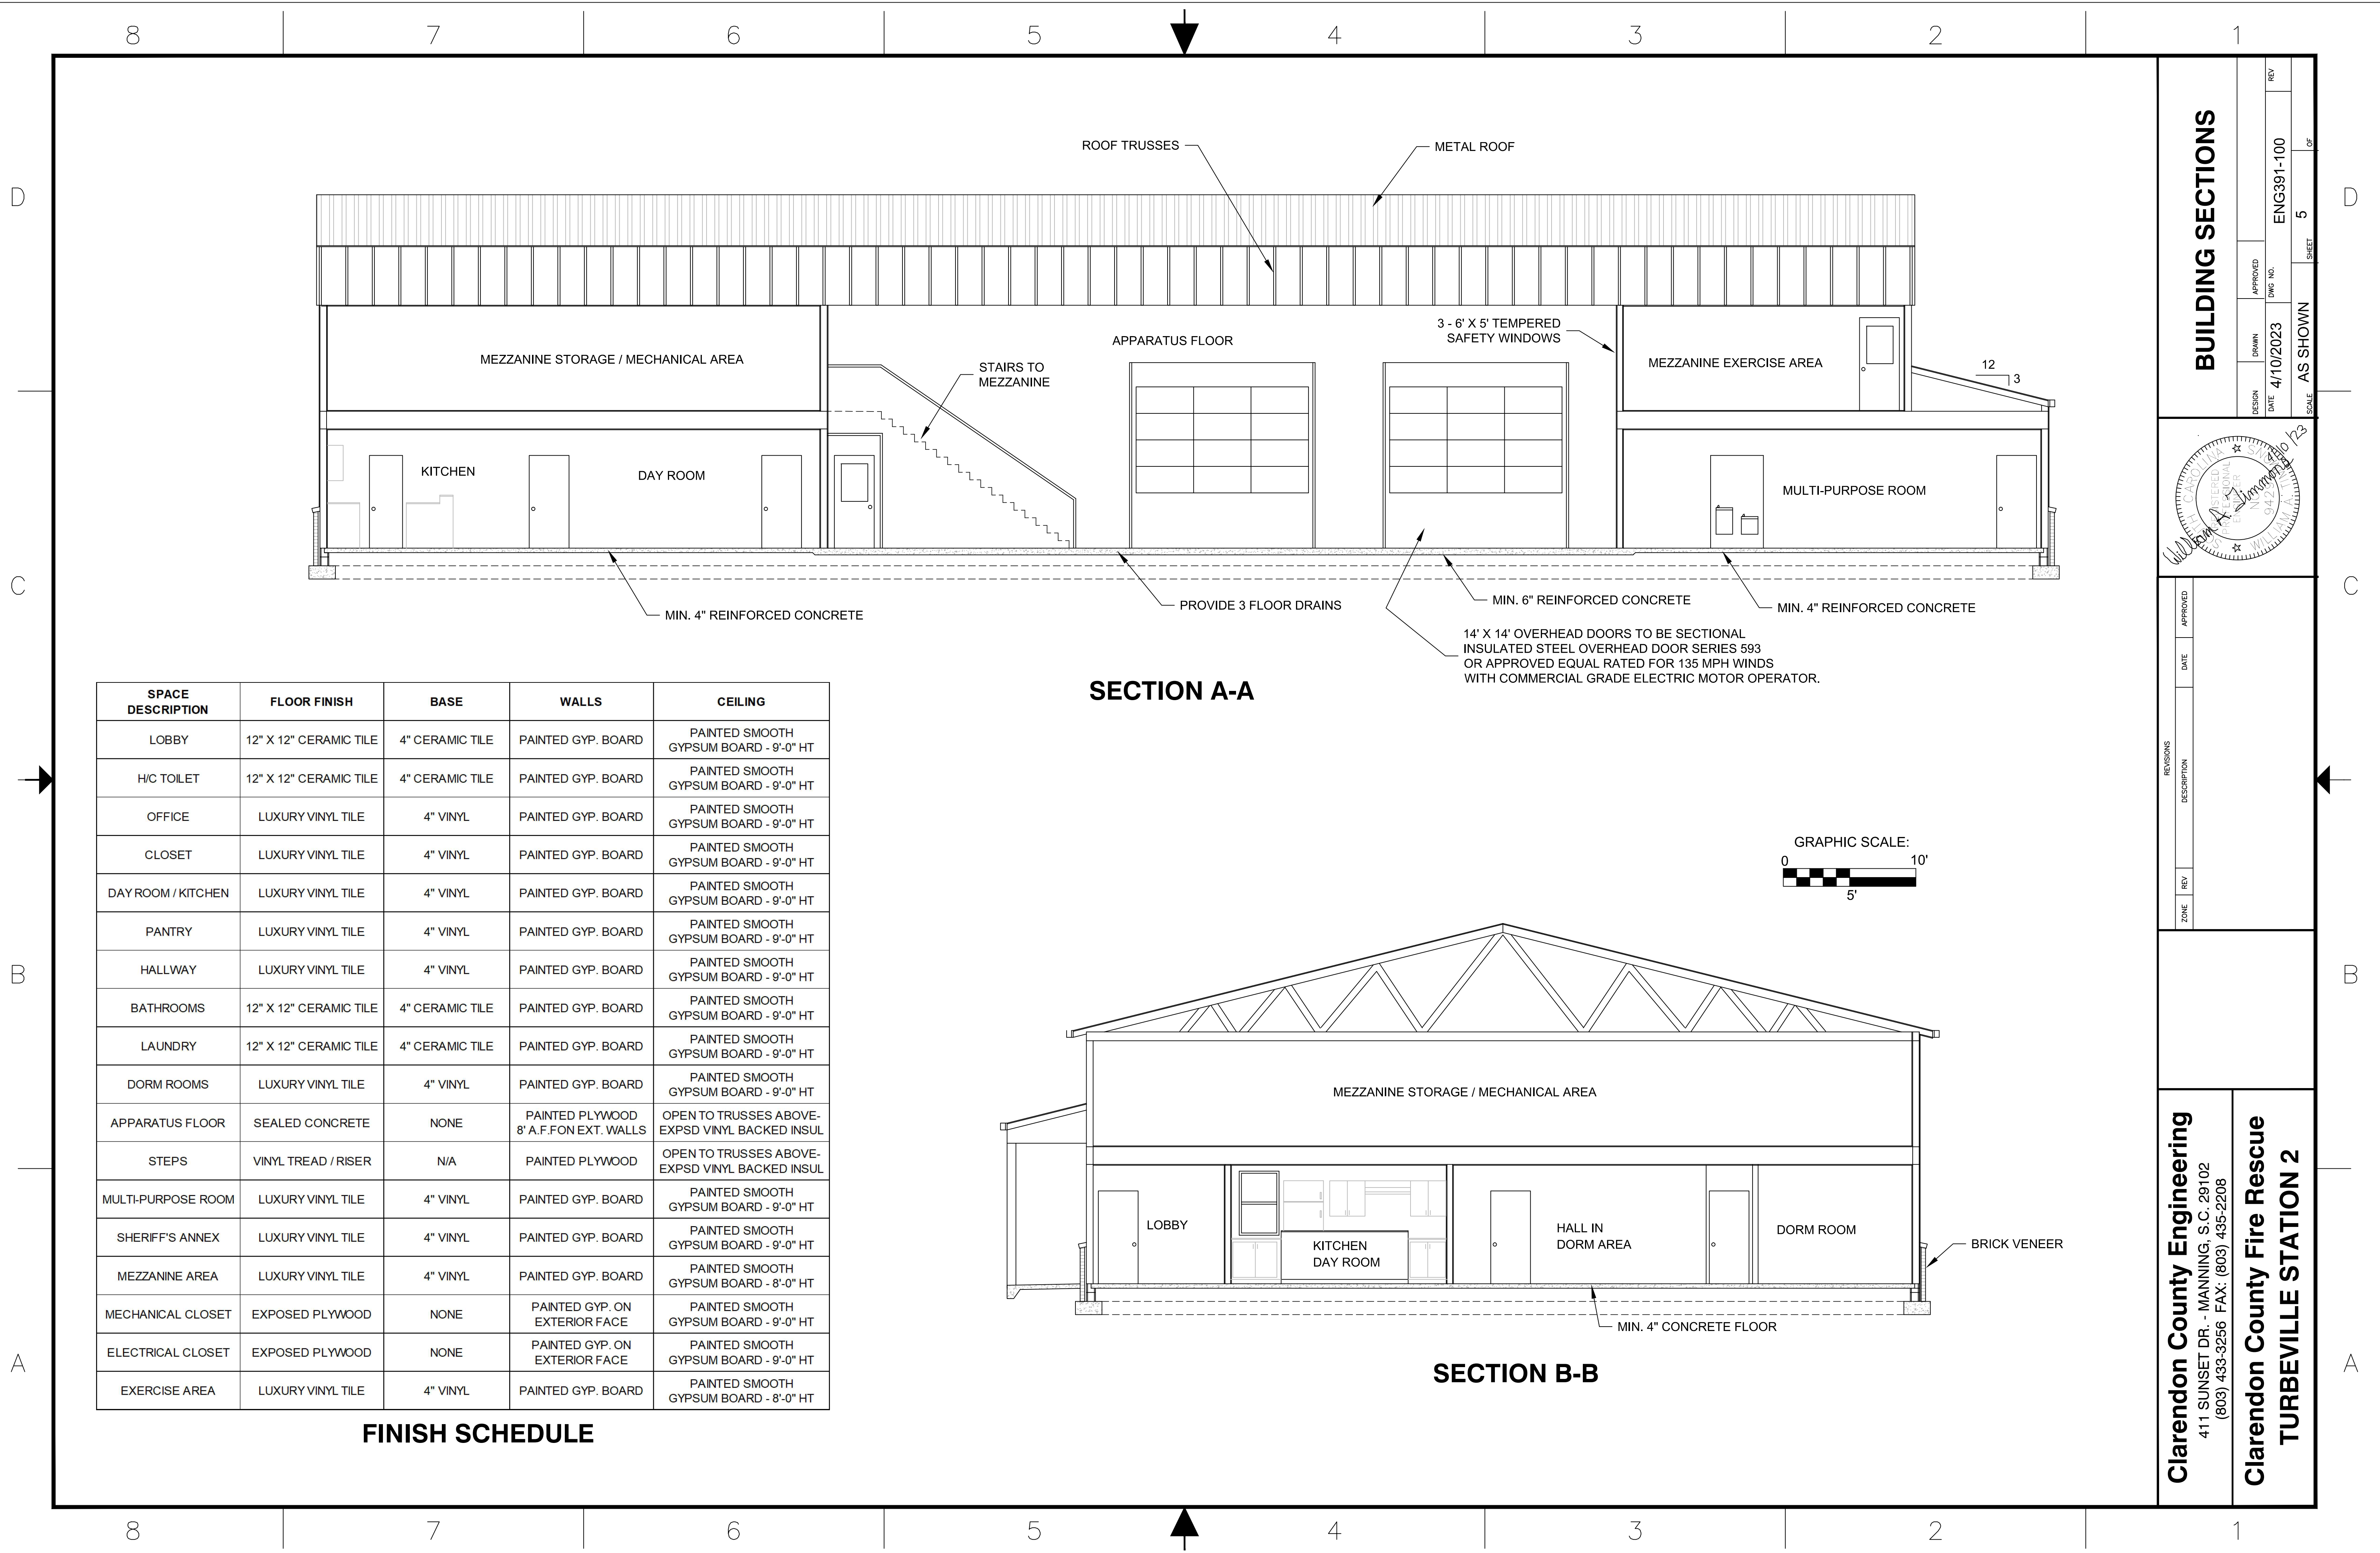 8 7 6 5 4 3 2 1
D
C
B
A
ROOF TRUSSES
METAL ROOF
3 - 6' X 5' TEMPERED
SAFETY WINDOWS
APPARATUS FLOOR
MEZZANINE STORAGE / MECHANICAL AREA
STAIRS TO
MEZZANINE
MEZZANINE EXERCISE AREA
12
3
KITCHEN
DAY ROOM
MULTI-PURPOSE ROOM
MIN. 4" REINFORCED CONCRETE
PROVIDE 3 FLOOR DRAINS
MIN. 6" REINFORCED CONCRETE
MIN. 4" REINFORCED CONCRETE
14' X 14' OVERHEAD DOORS TO BE SECTIONAL
INSULATED STEEL OVERHEAD DOOR SERIES 593
OR APPROVED EQUAL RATED FOR 135 MPH WINDS
WITH COMMERCIAL GRADE ELECTRIC MOTOR OPERATOR.
SECTION A-A
SPACE DESCRIPTION FLOOR FINISH BASE WALLS CEILING
LOBBY 12" X 12" CERAMIC TILE 4" CERAMIC TILE PAINTED GYP. BOARD PAINTED SMOOTH GYPSUM BOARD - 9'-0" HT
H/C TOILET 12" X 12" CERAMIC TILE 4" CERAMIC TILE PAINTED GYP. BOARD PAINTED SMOOTH GYPSUM BOARD - 9'-0" HT
OFFICE LUXURY VINYL TILE 4" VINYL PAINTED GYP. BOARD PAINTED SMOOTH GYPSUM BOARD - 9'-0" HT
CLOSET LUXURY VINYL TILE 4" VINYL PAINTED GYP. BOARD PAINTED SMOOTH GYPSUM BOARD - 9'-0" HT
DAY ROOM / KITCHEN LUXURY VINYL TILE 4" VINYL PAINTED GYP. BOARD PAINTED SMOOTH GYPSUM BOARD - 9'-0" HT
PANTRY LUXURY VINYL TILE 4" VINYL PAINTED GYP. BOARD PAINTED SMOOTH GYPSUM BOARD - 9'-0" HT
HALLWAY LUXURY VINYL TILE 4" VINYL PAINTED GYP. BOARD PAINTED SMOOTH GYPSUM BOARD - 9'-0" HT
BATHROOMS 12" X 12" CERAMIC TILE 4" CERAMIC TILE PAINTED GYP. BOARD PAINTED SMOOTH GYPSUM BOARD - 9'-0" HT
LAUNDRY 12" X 12" CERAMIC TILE 4" CERAMIC TILE PAINTED GYP. BOARD PAINTED SMOOTH GYPSUM BOARD - 9'-0" HT
DORM ROOMS LUXURY VINYL TILE 4" VINYL PAINTED GYP. BOARD PAINTED SMOOTH GYPSUM BOARD - 9'-0" HT
APPARATUS FLOOR SEALED CONCRETE NONE PAINTED PLYWOOD 8' A.F.FON EXT. WALLS OPEN TO TRUSSES ABOVE- EXPSD VINYL BACKED INSUL
STEPS VINYL TREAD / RISER N/A PAINTED PLYWOOD OPEN TO TRUSSES ABOVE- EXPSD VINYL BACKED INSUL
MULTI-PURPOSE ROOM LUXURY VINYL TILE 4" VINYL PAINTED GYP. BOARD PAINTED SMOOTH GYPSUM BOARD - 9'-0" HT
SHERIFF'S ANNEX LUXURY VINYL TILE 4" VINYL PAINTED GYP. BOARD PAINTED SMOOTH GYPSUM BOARD - 9'-0" HT
MEZZANINE AREA LUXURY VINYL TILE 4" VINYL PAINTED GYP. BOARD PAINTED SMOOTH GYPSUM BOARD - 8'-0" HT
MECHANICAL CLOSET EXPOSED PLYWOOD NONE PAINTED GYP. ON EXTERIOR FACE PAINTED SMOOTH GYPSUM BOARD - 9'-0" HT
ELECTRICAL CLOSET EXPOSED PLYWOOD NONE PAINTED GYP. ON EXTERIOR FACE PAINTED SMOOTH GYPSUM BOARD - 9'-0" HT
EXERCISE AREA LUXURY VINYL TILE 4" VINYL PAINTED GYP. BOARD PAINTED SMOOTH GYPSUM BOARD - 8'-0" HT
FINISH SCHEDULE
GRAPHIC SCALE:
0 10'
5'
MEZZANINE STORAGE / MECHANICAL AREA
LOBBY
KITCHEN
DAY ROOM
HALL IN
DORM AREA
DORM ROOM
BRICK VENEER
MIN. 4" CONCRETE FLOOR
SECTION B-B
BUILDING SECTIONS
DESIGN DRAWN APPROVED
DATE 4/10/2023 DWG NO. ENG391-100 REV
SCALE AS SHOWN SHEET 5 OF
SOUTH CAROLINA
REGISTERED
PROFESSIONAL
ENGINEER
WILLIAM A.
REVISIONS
ZONE REV DESCRIPTION DATE APPROVED
Clarendon County Engineering
411 SUNSET DR. - MANNING, S.C. 29102
(803) 433-3256 FAX: (803) 435-2208
Clarendon County Fire Rescue
TURBEVILLE STATION 2
D
C
B
A
8 7 6 5 4 3 2 1